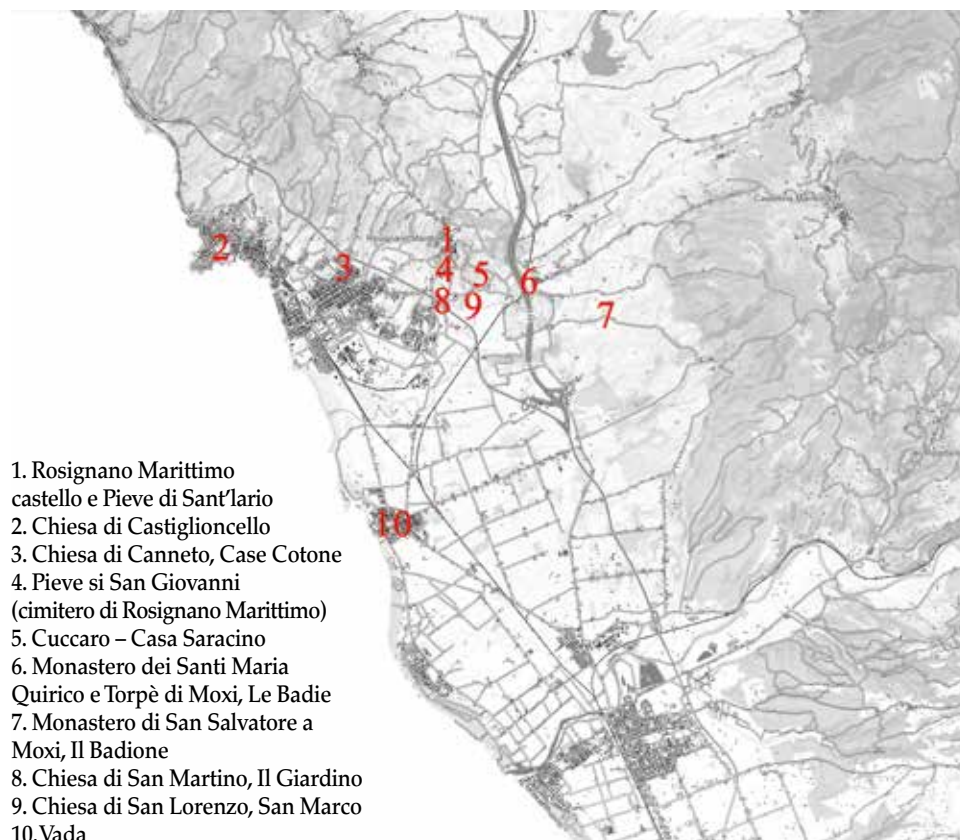 1
2
3
4
5
6
7
8
9
10
1. Rosignano Marittimo
castello e Pieve di Sant'lario
2. Chiesa di Castiglioncello
3. Chiesa di Canneto, Case Cotone
4. Pieve si San Giovanni
(cimitero di Rosignano Marittimo)
5. Cuccaro – Casa Saracino
6. Monastero dei Santi Maria
Quirico e Torpè di Moxi, Le Badie
7. Monastero di San Salvatore a
Moxi, Il Badione
8. Chiesa di San Martino, Il Giardino
9. Chiesa di San Lorenzo, San Marco
10. Vada